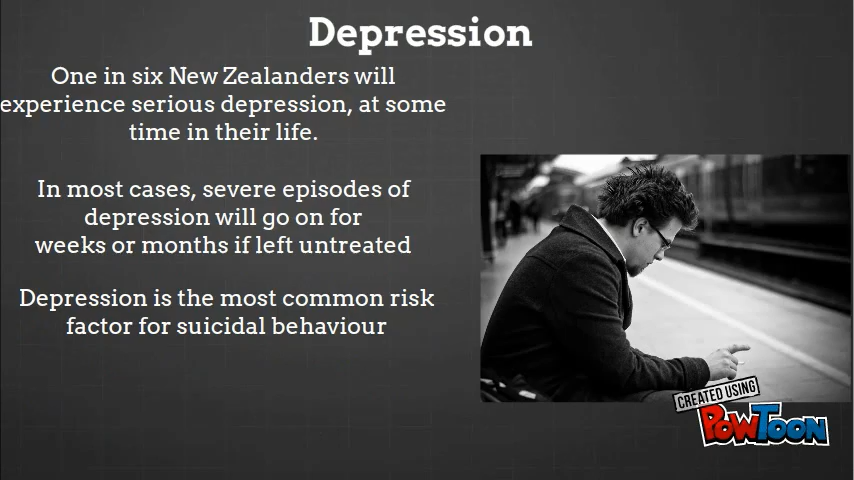 Depression
One in six New Zealanders will
experience serious depression, at some
time in their life.
In most cases, severe episodes of
depression will go on for
weeks or months if left untreated
Depression is the most common risk
factor for suicidal behaviour
CREATED USING
POWTOON